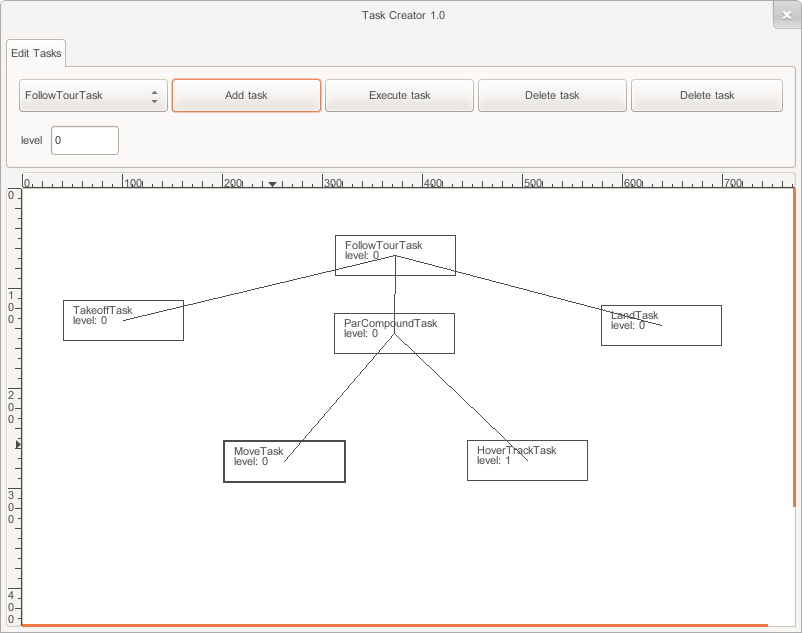 Task Creator 1.0
Edit Tasks
FollowTourTask
Add task
Execute task
Delete task
Delete task
level
0
0 100 200 300 400 500 600 700
0
FollowTourTask
level: 0
TakeoffTask
level: 0
100
ParCompoundTask
level: 0
LandTask
level: 0
200
MoveTask
level: 0
HoverTrackTask
level: 1
300
400